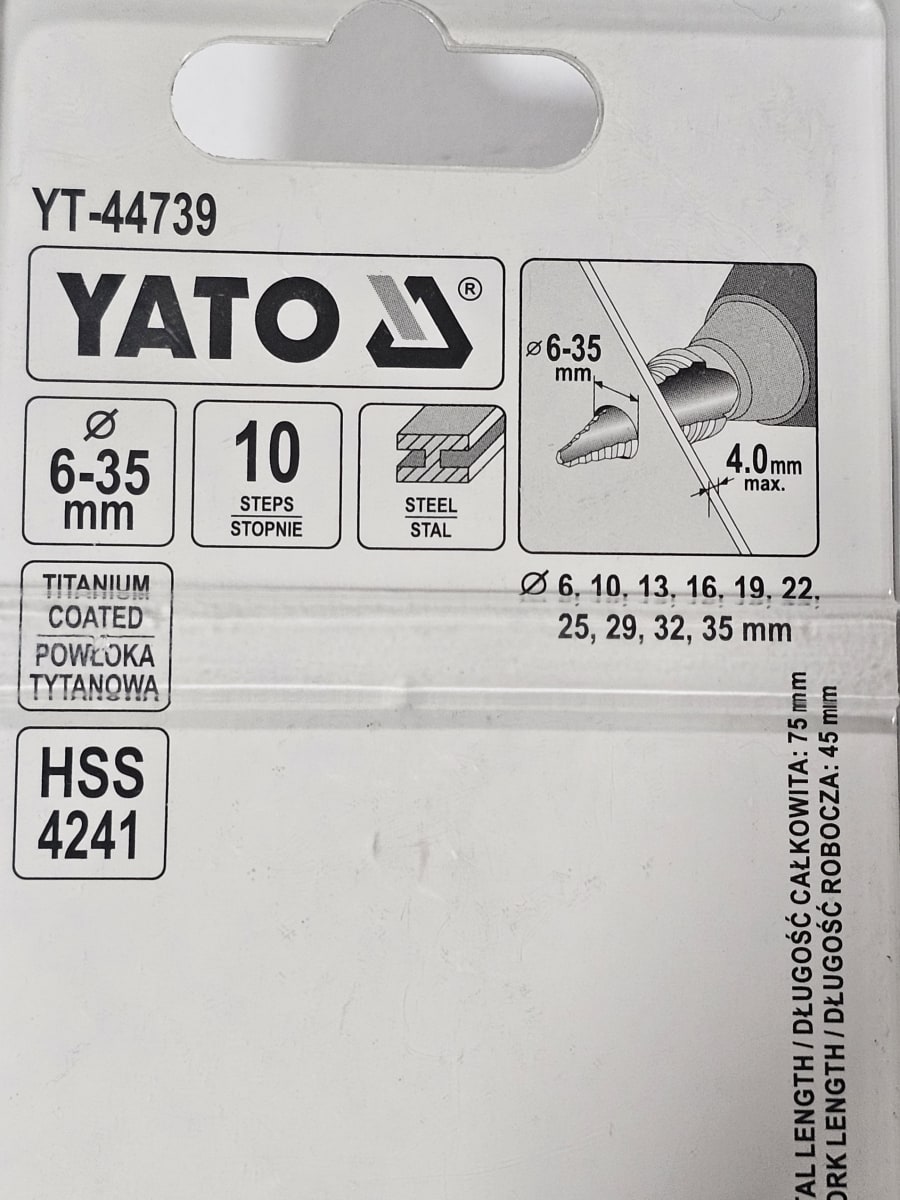 YT-44739
YATO ®
Ø 6-35
mm
4.0mm
max.
Ø
6-35
mm
10
STEPS
STOPNIE
STEEL
STAL
TITANIUM
COATED
POWŁOKA
TYTANOWA
Ø 6, 10, 13, 16, 19, 22,
25, 29, 32, 35 mm
HSS
4241
TAL LENGTH / DŁUGOŚĆ CAŁKOWITA: 75 mm
ORK LENGTH / DŁUGOŚĆ ROBOCZA: 45 mm